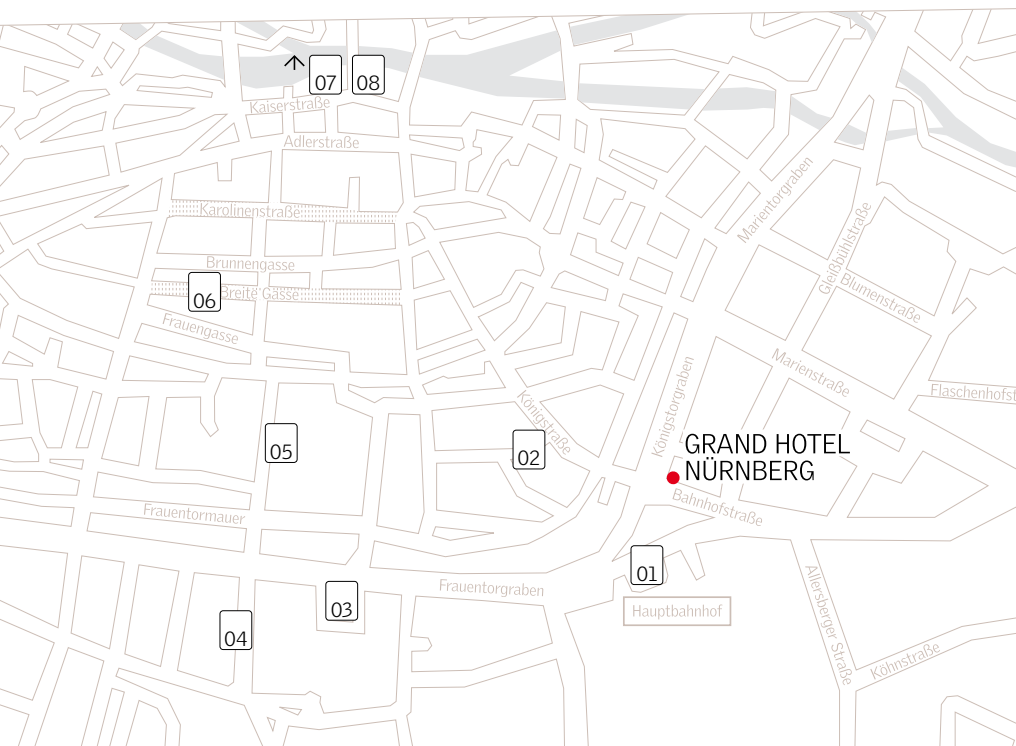 07
08
Kaiserstraße
Adlerstraße
Karolinenstraße
Marientorgraben
Brunnengasse
Gleißbühlstraße
06
Breite Gasse
Blumenstraße
Frauengasse
Marienstraße
Flaschenhofst
Königstraße
Königstorgraben
05
02
GRAND HOTEL
NÜRNBERG
Frauentormauer
Bahnhofstraße
01
Frauentorgraben
03
Hauptbahnhof
Allersberger Straße
04
Köhnstraße